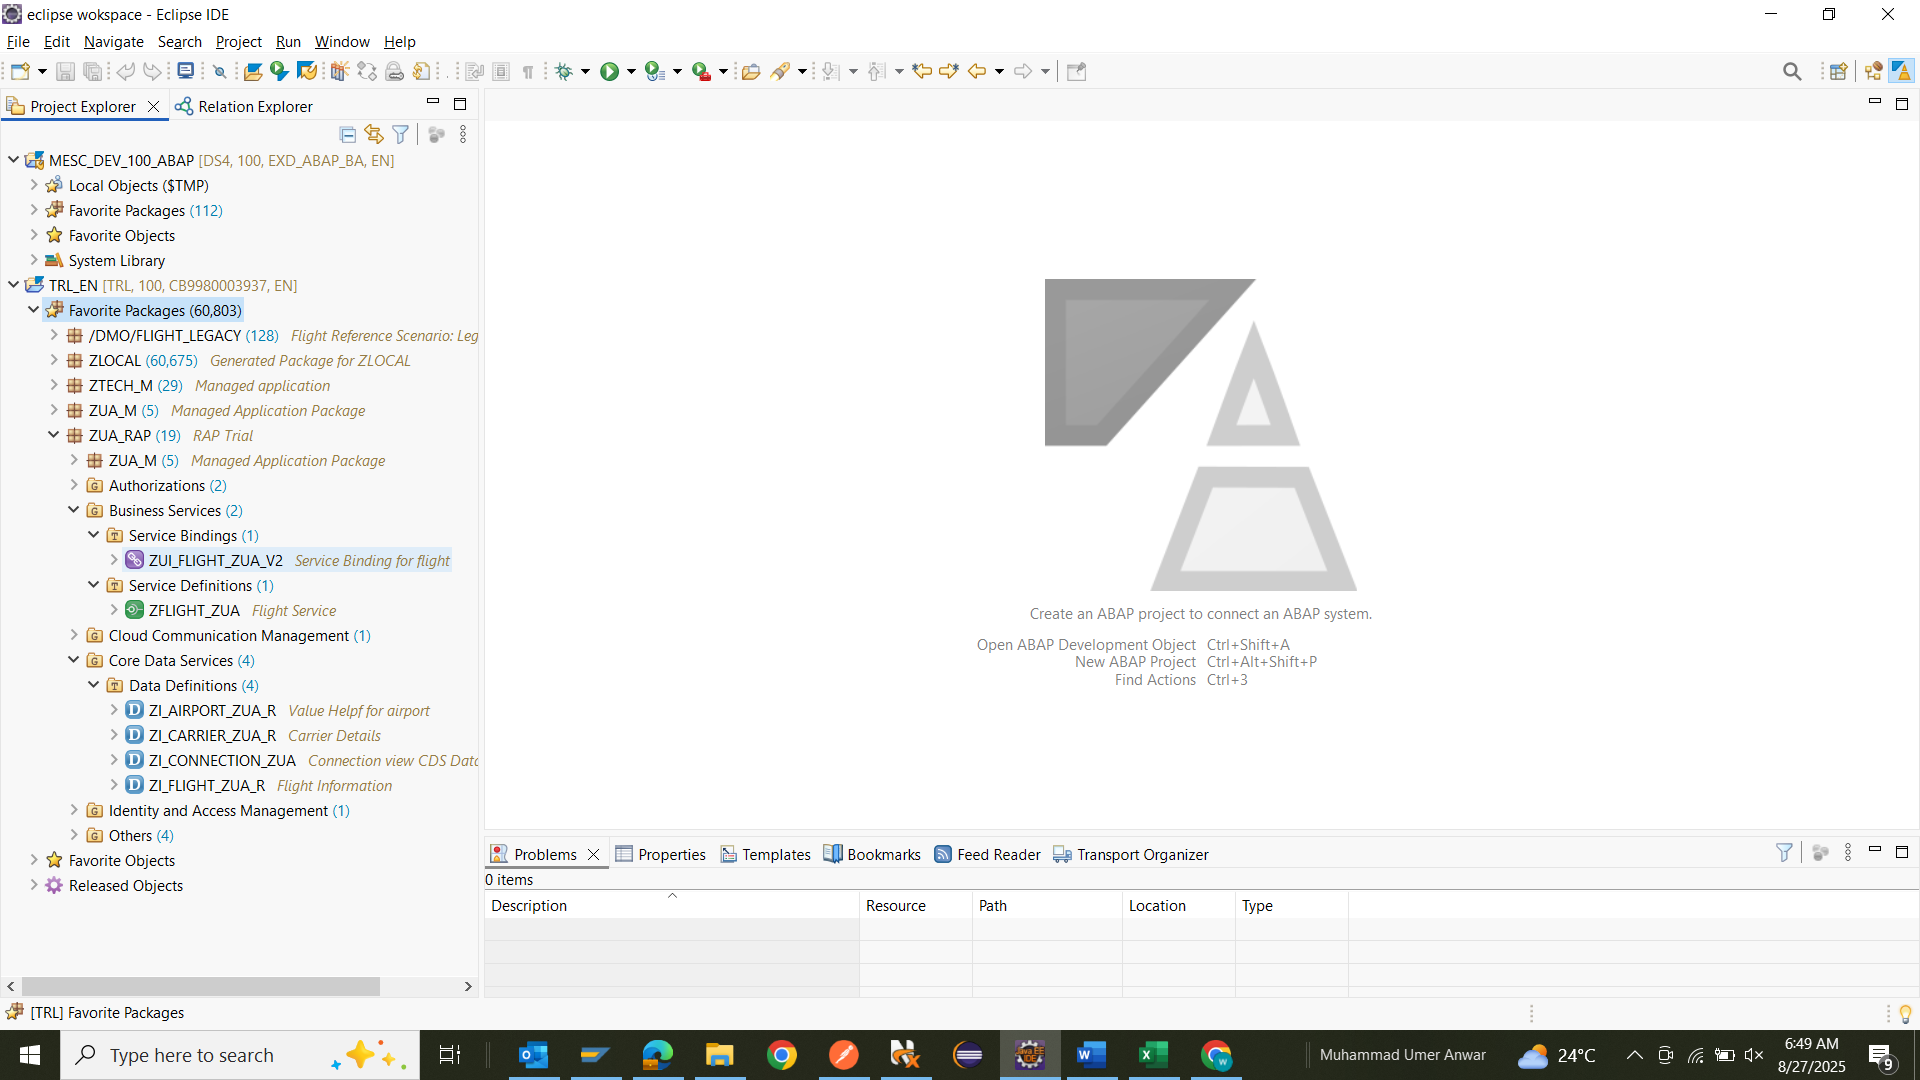 eclipse wokspace - Eclipse IDE
File Edit Navigate Search Project Run Window Help
Project Explorer Relation Explorer
MESC_DEV_100_ABAP [DS4, 100, EXD_ABAP_BA, EN]
Local Objects ($TMP)
Favorite Packages (112)
Favorite Objects
System Library
TRL_EN [TRL, 100, CB9980003937, EN]
Favorite Packages (60,803)
/DMO/FLIGHT_LEGACY (128) Flight Reference Scenario: Leg
ZLOCAL (60,675) Generated Package for ZLOCAL
ZTECH_M (29) Managed application
ZUA_M (5) Managed Application Package
ZUA_RAP (19) RAP Trial
ZUA_M (5) Managed Application Package
Authorizations (2)
Business Services (2)
Service Bindings (1)
ZUI_FLIGHT_ZUA_V2 Service Binding for flight
Service Definitions (1)
ZFLIGHT_ZUA Flight Service
Cloud Communication Management (1)
Core Data Services (4)
Data Definitions (4)
ZI_AIRPORT_ZUA_R Value Helpf for airport
ZI_CARRIER_ZUA_R Carrier Details
ZI_CONNECTION_ZUA Connection view CDS Data
ZI_FLIGHT_ZUA_R Flight Information
Identity and Access Management (1)
Others (4)
Favorite Objects
Released Objects
[TRL] Favorite Packages
Create an ABAP project to connect an ABAP system.
Open ABAP Development Object Ctrl+Shift+A
New ABAP Project Ctrl+Alt+Shift+P
Find Actions Ctrl+3
Problems Properties Templates Bookmarks Feed Reader Transport Organizer
0 items
Description Resource Path Location Type
Type here to search
Muhammad Umer Anwar
24°C
6:49 AM
8/27/2025
9